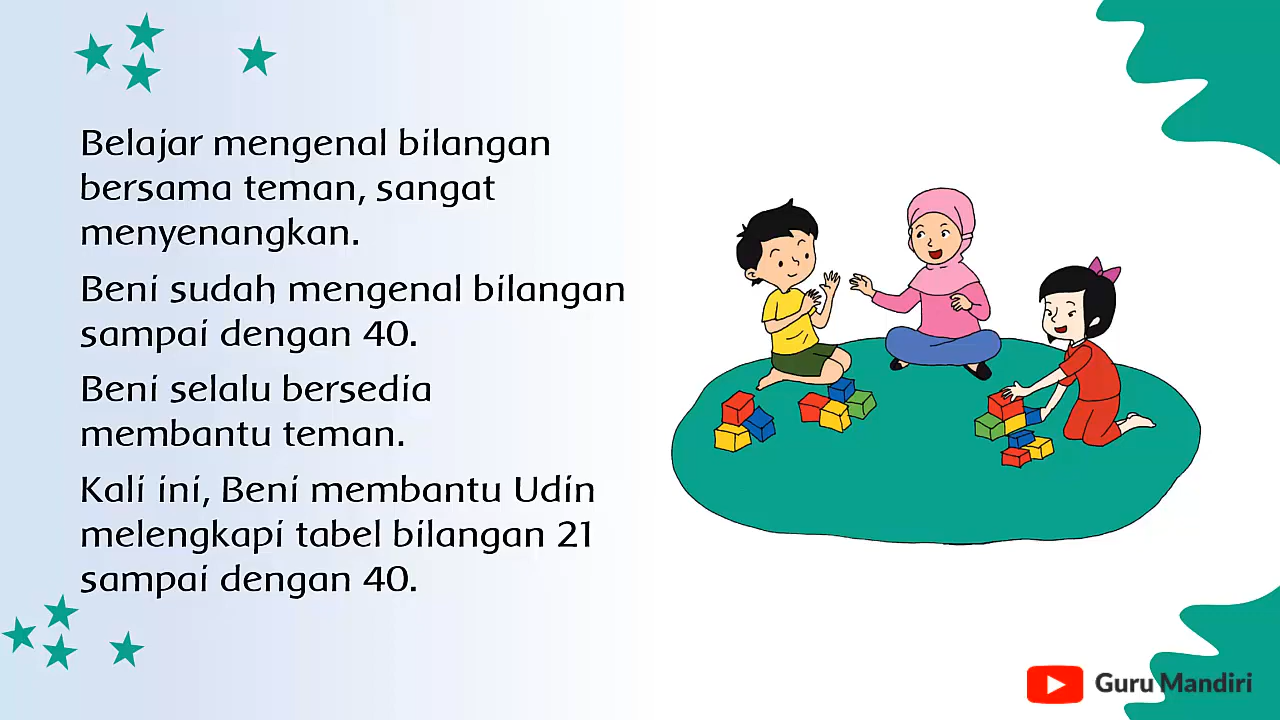 Belajar mengenal bilangan
bersama teman, sangat
menyenangkan.
Beni sudah mengenal bilangan
sampai dengan 40.
Beni selalu bersedia
membantu teman.
Kali ini, Beni membantu Udin
melengkapi tabel bilangan 21
sampai dengan 40.
Guru Mandiri